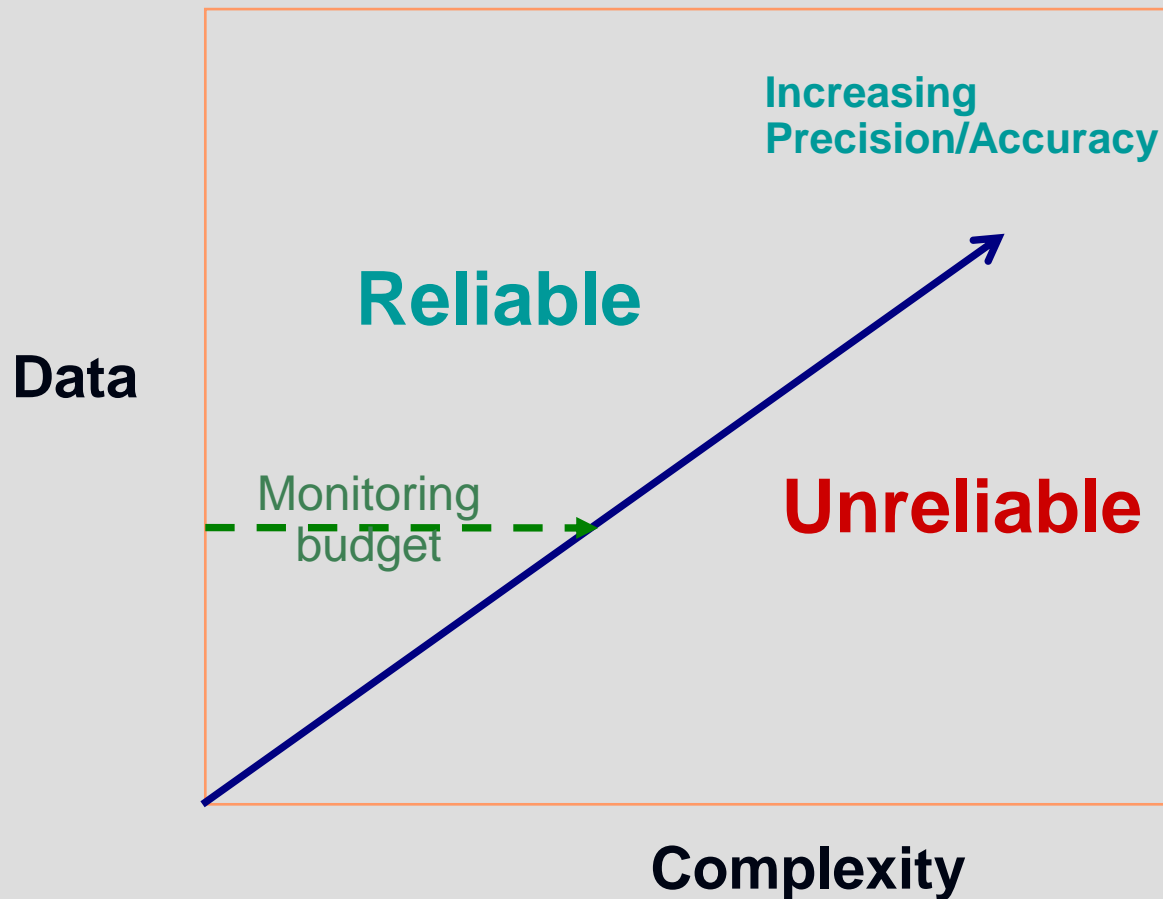 Increasing
Precision/Accuracy
Reliable
Data
Monitoring
budget
Unreliable
Complexity